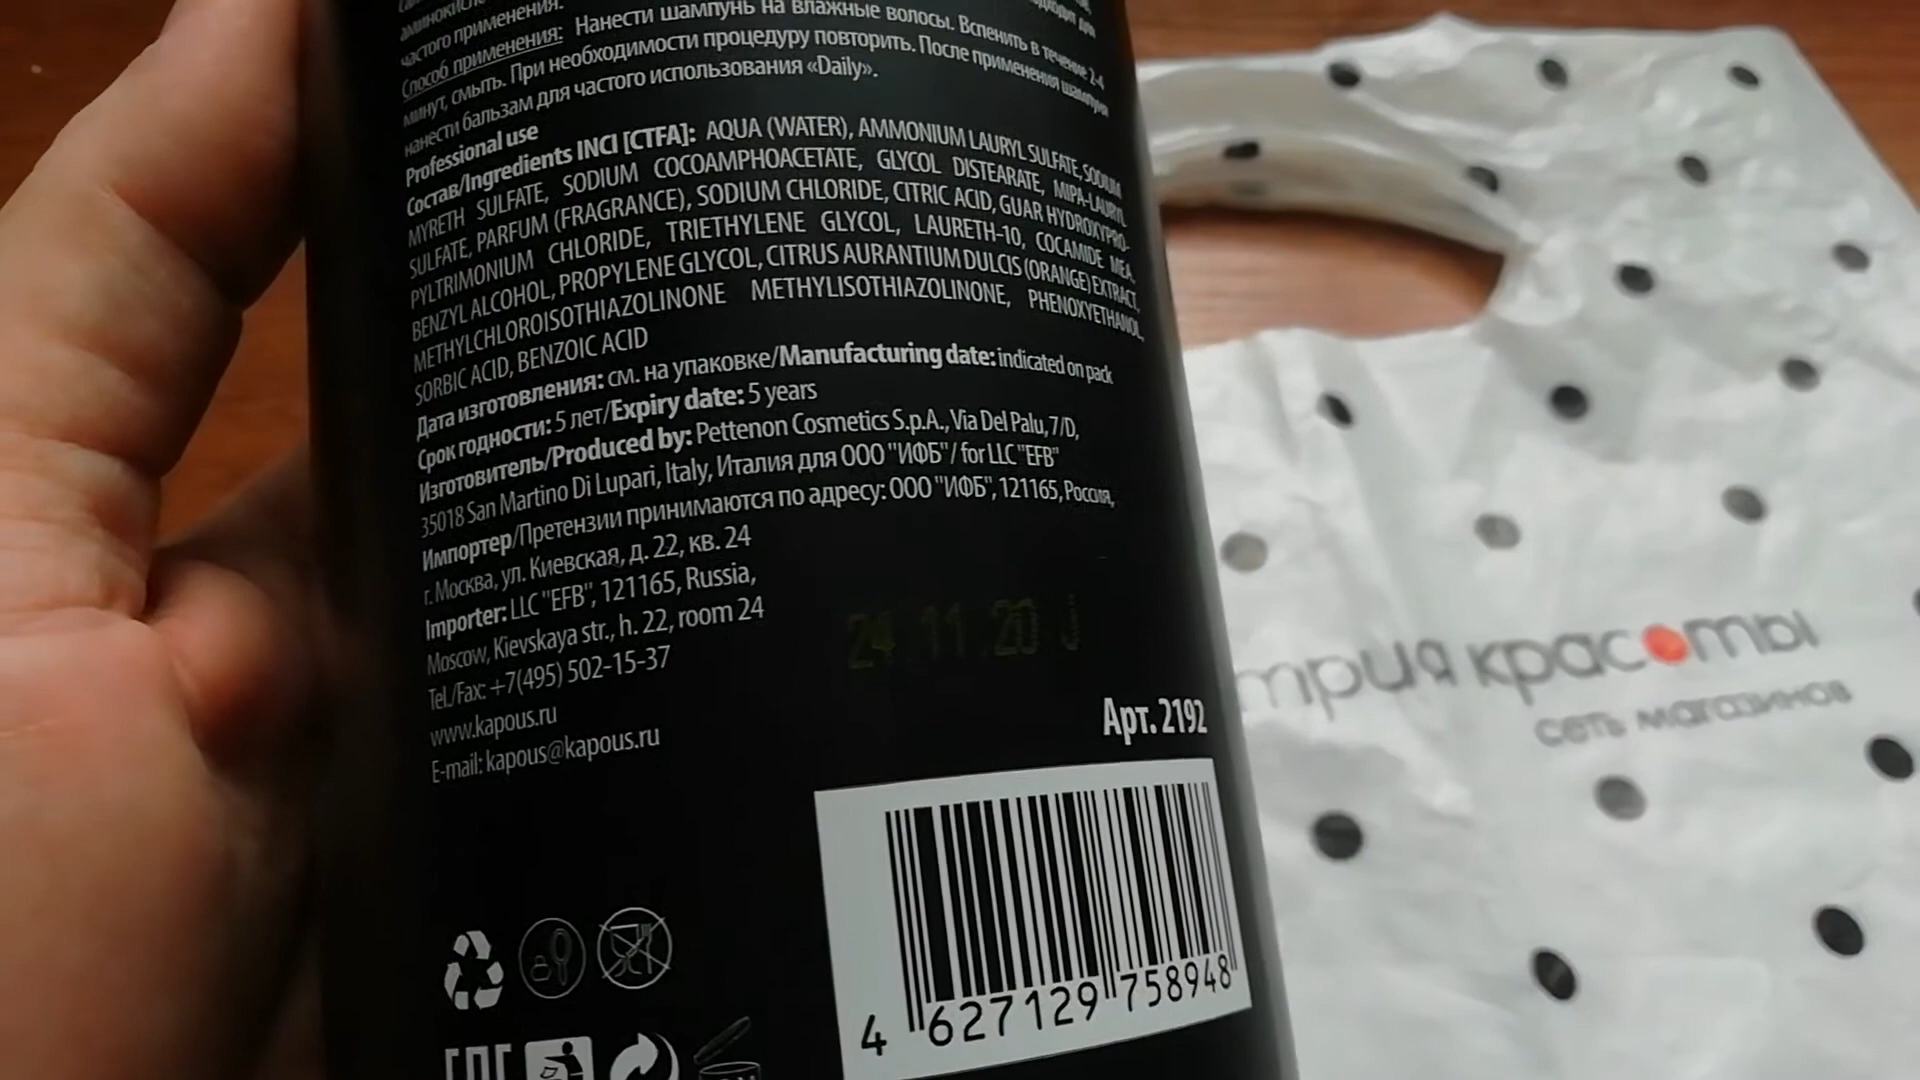 аминокисло
частого применения.
Способ применения: Нанести шампунь на влажные волосы. Вспенить в течение 2-4
минут, смыть. При необходимости процедуру повторить. После применения шампуня
нанести бальзам для частого использования «Daily».
Professional use
Состав/Ingredients INCI [CTFA]: AQUA (WATER), AMMONIUM LAURYL SULFATE, SODIUM
MYRETH SULFATE, SODIUM COCOAMPHOACETATE, GLYCOL DISTEARATE, MIPA-LAURYL
SULFATE, PARFUM (FRAGRANCE), SODIUM CHLORIDE, CITRIC ACID, GUAR HYDROXYPRO-
PYLTRIMONIUM CHLORIDE, TRIETHYLENE GLYCOL, LAURETH-10, COCAMIDE MEA,
BENZYL ALCOHOL, PROPYLENE GLYCOL, CITRUS AURANTIUM DULCIS (ORANGE) EXTRACT,
METHYLCHLOROISOTHIAZOLINONE METHYLISOTHIAZOLINONE, PHENOXYETHANOL,
SORBIC ACID, BENZOIC ACID
Дата изготовления: см. на упаковке/Manufacturing date: indicated on pack
Срок годности: 5 лет/Expiry date: 5 years
Изготовитель/Produced by: Pettenon Cosmetics S.p.A., Via Del Palu, 7/D,
35018 San Martino Di Lupari, Italy, Италия для ООО "ИФБ" / for LLC "EFB"
Импортер/Претензии принимаются по адресу: ООО "ИФБ", 121165, Россия,
г. Москва, ул. Киевская, д. 22, кв. 24
Importer: LLC "EFB", 121165, Russia,
Moscow, Kievskaya str., h. 22, room 24
Tel./Fax: +7(495) 502-15-37
www.kapous.ru
E-mail: kapous@kapous.ru
24 11 20 J
Арт. 2192
4 627129 758948
трия красоты
сеть магазинов